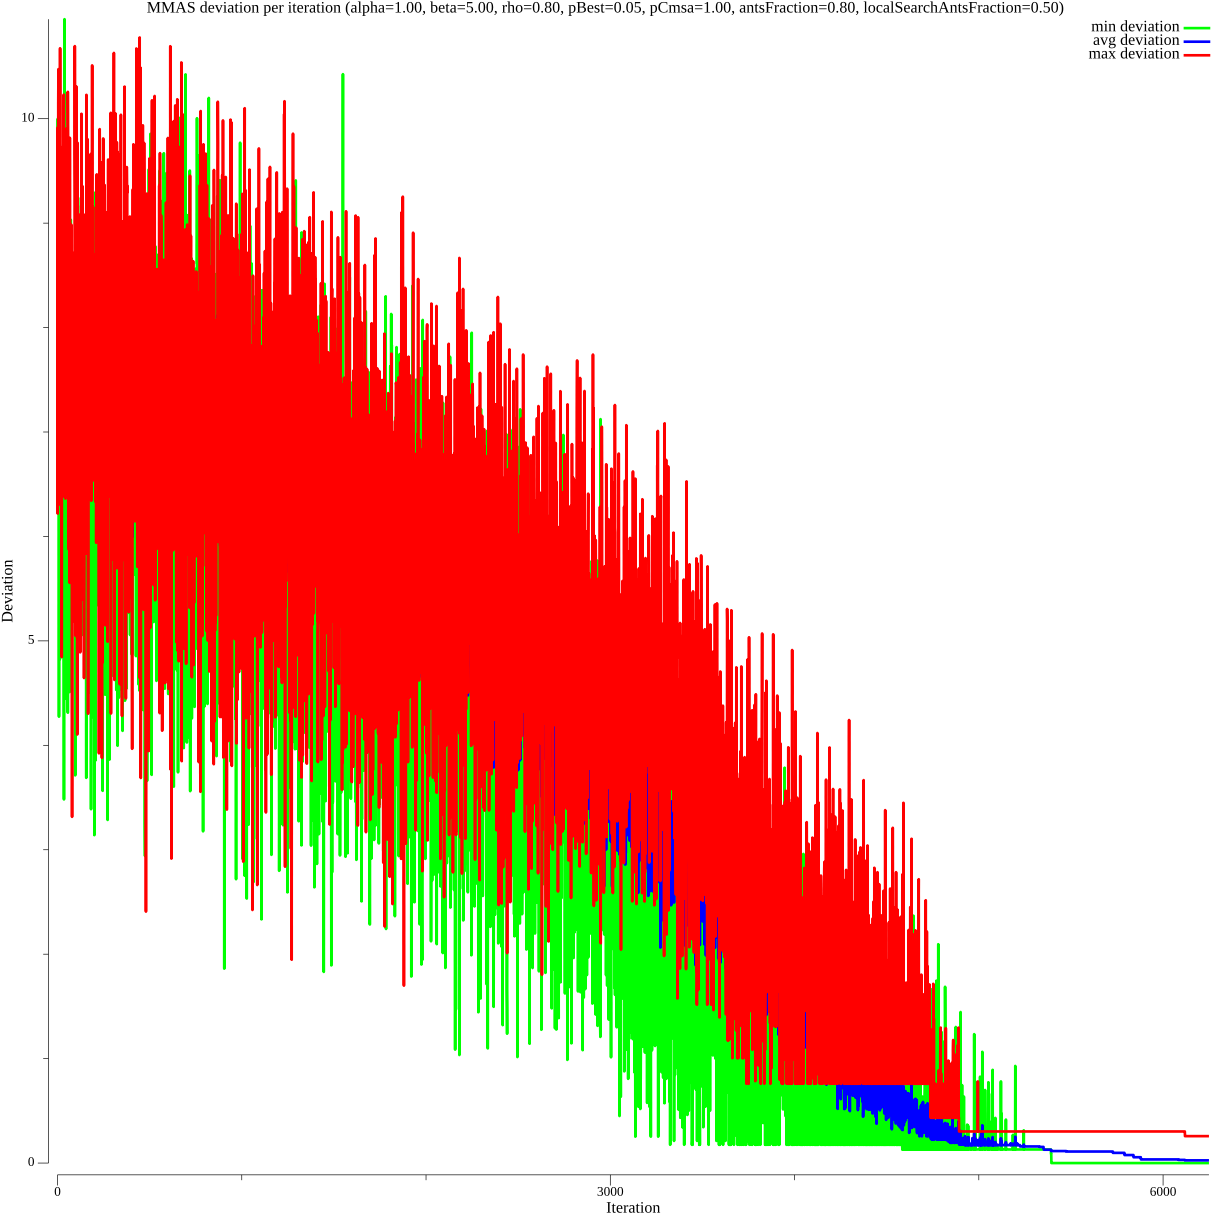 MMAS deviation per iteration (alpha=1.00, beta=5.00, rho=0.80, pBest=0.05, pCmsa=1.00, antsFraction=0.80, localSearchAntsFraction=0.50)
min deviation
avg deviation
max deviation
10
5
0
Deviation
0
3000
6000
Iteration